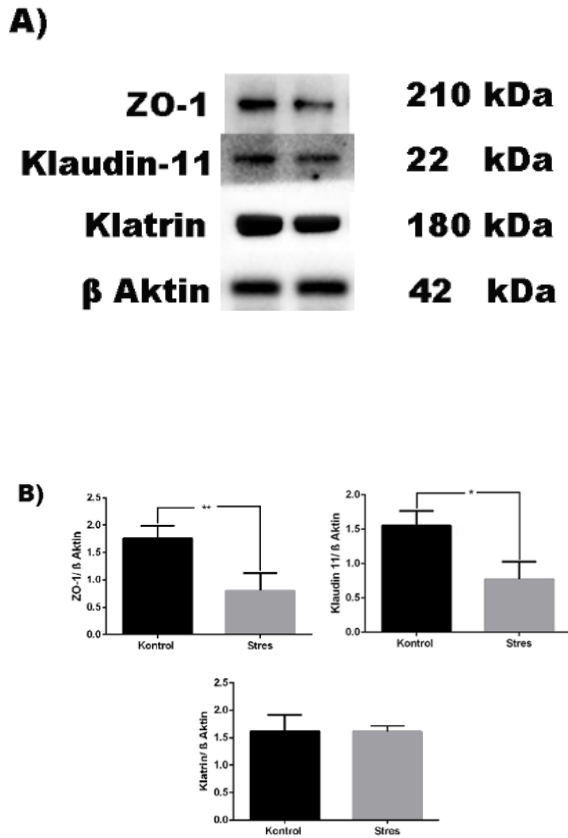 A)
ZO-1 210 kDa
Klaudin-11 22 kDa
Klatrin 180 kDa
β Aktin 42 kDa
B)
ZO-1/ ß Aktin
2.5
2.0
1.5
1.0
0.5
0.0
**
Kontrol Stres
Klaudin 11/ ß Aktin
2.0
1.5
1.0
0.5
0.0
*
Kontrol Stres
Klatrin/ ß Aktin
2.5
2.0
1.5
1.0
0.5
0.0
Kontrol Stres